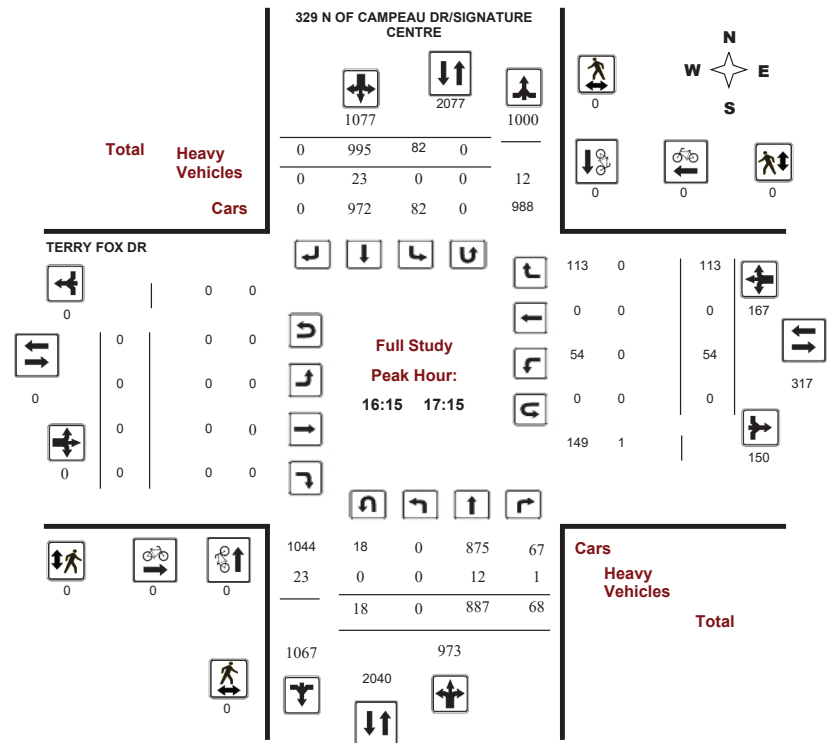 329 N OF CAMPEAU DR/SIGNATURE
CENTRE
N
W E
S
2077
1077 1000
0
Total Heavy
Vehicles
Cars
0 995 82 0
0 23 0 0 12
0 972 82 0 988
0 0 0
TERRY FOX DR
0
0 0
0
0 0 0
0 0 0
0 0 0
0
0 0 0
Full Study
Peak Hour:
16:15 17:15
113 0 113
167
0 0 0
54 0 54
317
0 0 0
149 1
150
0 0 0
0
1044 18 0 875 67
23 0 0 12 1
18 0 887 68
1067 973
2040
Cars
Heavy
Vehicles
Total